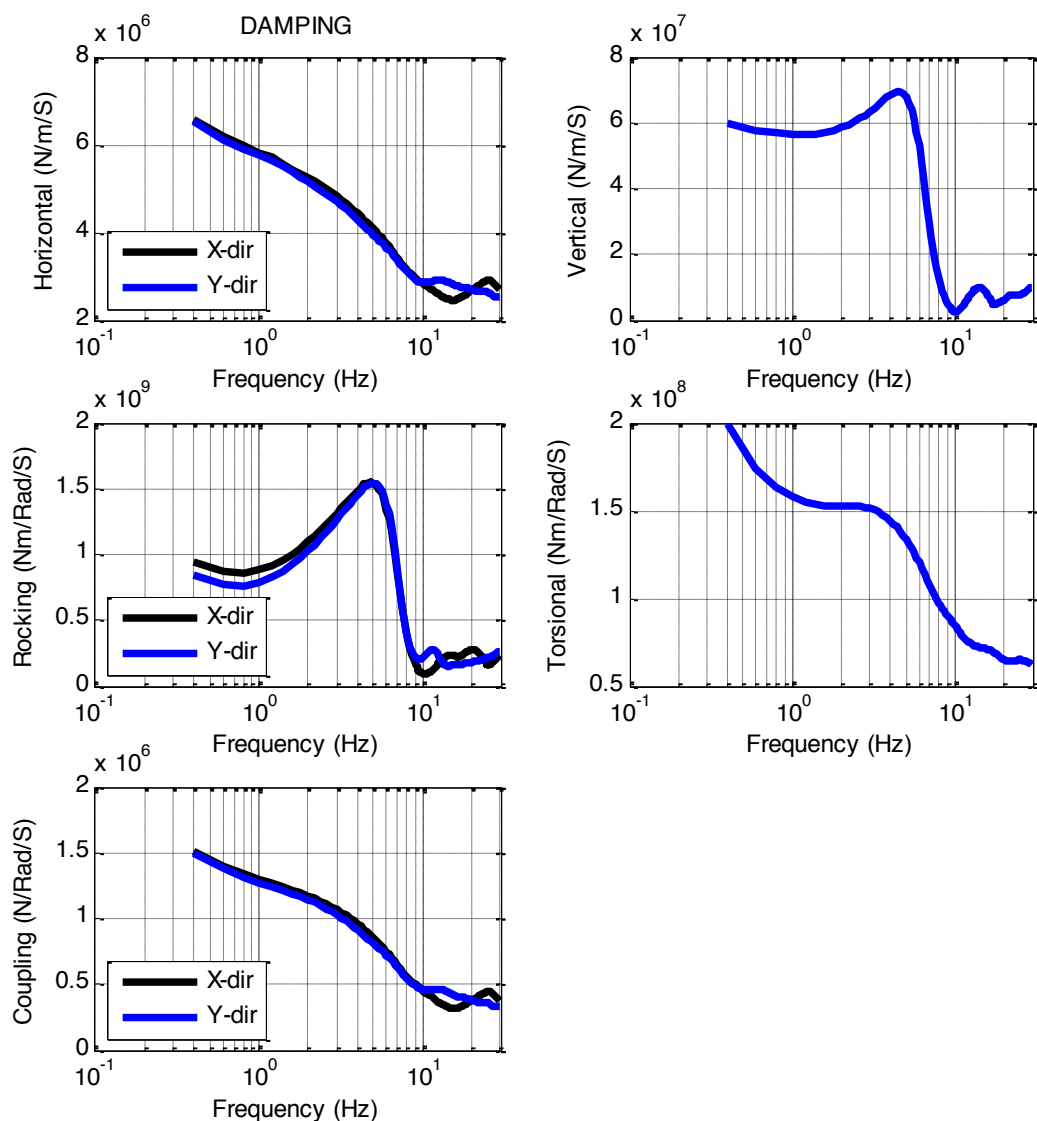 DAMPING
x 10^6
8
6
4
2
Horizontal (N/m/S)
X-dir
Y-dir
10^-1
10^0
10^1
Frequency (Hz)
x 10^7
8
6
4
2
0
Vertical (N/m/S)
10^-1
10^0
10^1
Frequency (Hz)
x 10^9
2
1.5
1
0.5
0
Rocking (Nm/Rad/S)
X-dir
Y-dir
10^-1
10^0
10^1
Frequency (Hz)
x 10^8
2
1.5
1
0.5
Torsional (Nm/Rad/S)
10^-1
10^0
10^1
Frequency (Hz)
x 10^6
2
1.5
1
0.5
0
Coupling (N/Rad/S)
X-dir
Y-dir
10^-1
10^0
10^1
Frequency (Hz)